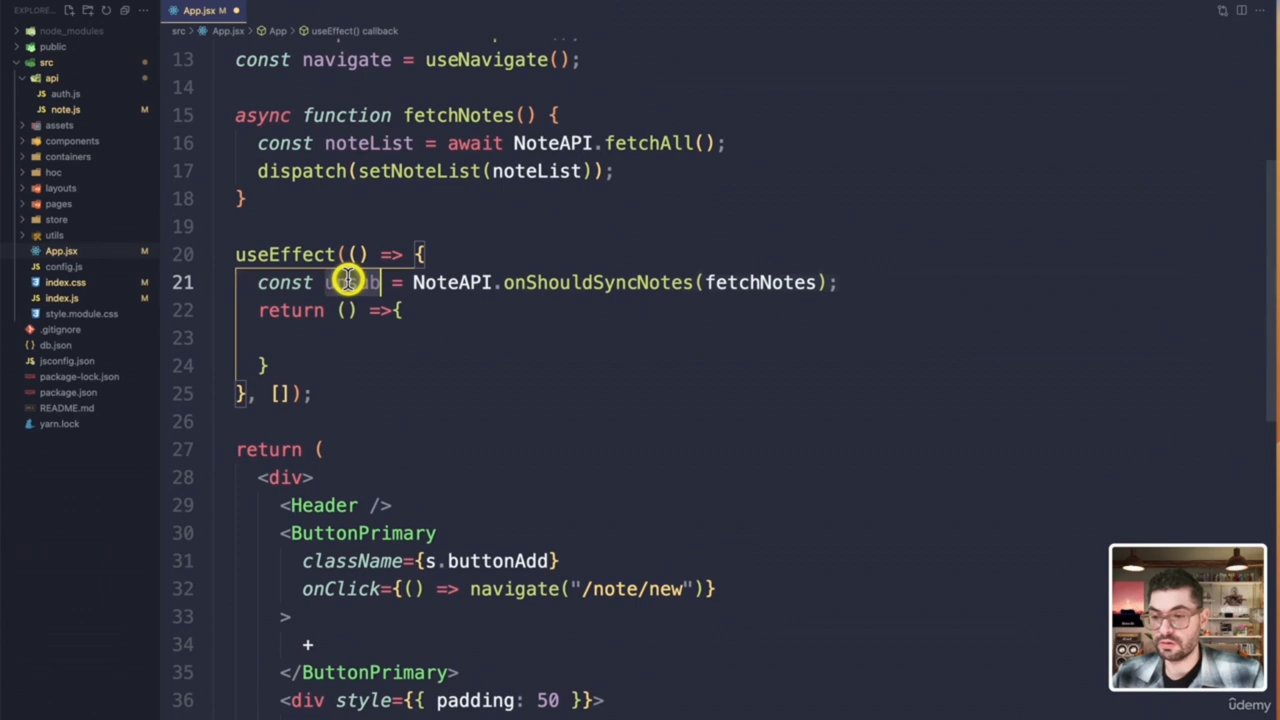 EXPLORE...
node_modules
public
src
api
auth.js
note.js M
assets
components
containers
hoc
layouts
pages
store
utils
App.jsx M
config.js
index.css M
index.js M
style.module.css
.gitignore
db.json
jsconfig.json
package-lock.json
package.json
README.md
yarn.lock
App.jsx M
src > App.jsx > App > useEffect() callback
13 const navigate = useNavigate();
14
15 async function fetchNotes() {
16 const noteList = await NoteAPI.fetchAll();
17 dispatch(setNoteList(noteList));
18 }
19
20 useEffect(() => {
21 const = NoteAPI.onShouldSyncNotes(fetchNotes);
22 return () =>{
23
24 }
25 }, []);
26
27 return (
28 <div>
29 <Header />
30 <ButtonPrimary
31 className={s.buttonAdd}
32 onClick={() => navigate("/note/new")}
33 >
34 +
35 </ButtonPrimary>
36 <div style={{ padding: 50 }}>
ûdemy